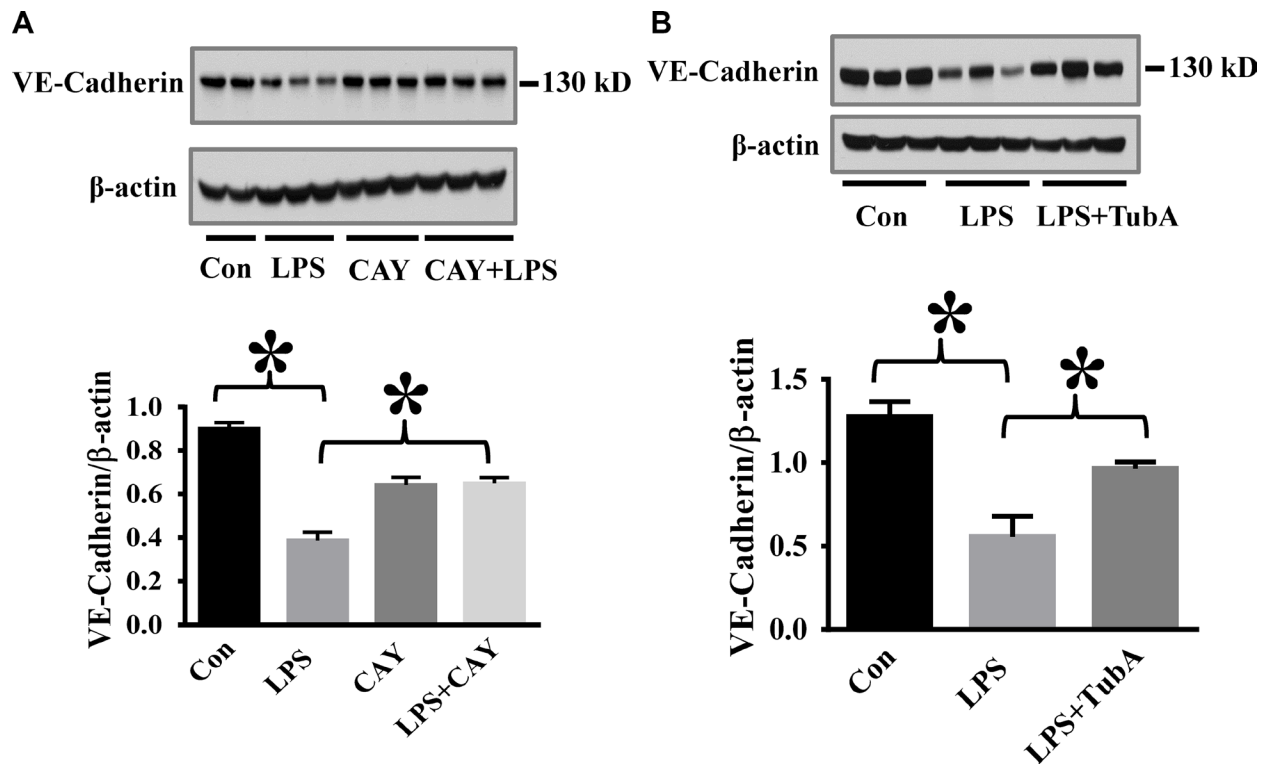 A
VE-Cadherin
130 kD
β-actin
Con LPS CAY CAY+LPS
*
*
VE-Cadherin/β-actin
1.0
0.8
0.6
0.4
0.2
0.0
Con
LPS
CAY
LPS+CAY
B
VE-Cadherin
130 kD
β-actin
Con LPS LPS+TubA
*
*
VE-Cadherin/β-actin
1.5
1.0
0.5
0.0
Con
LPS
LPS+TubA